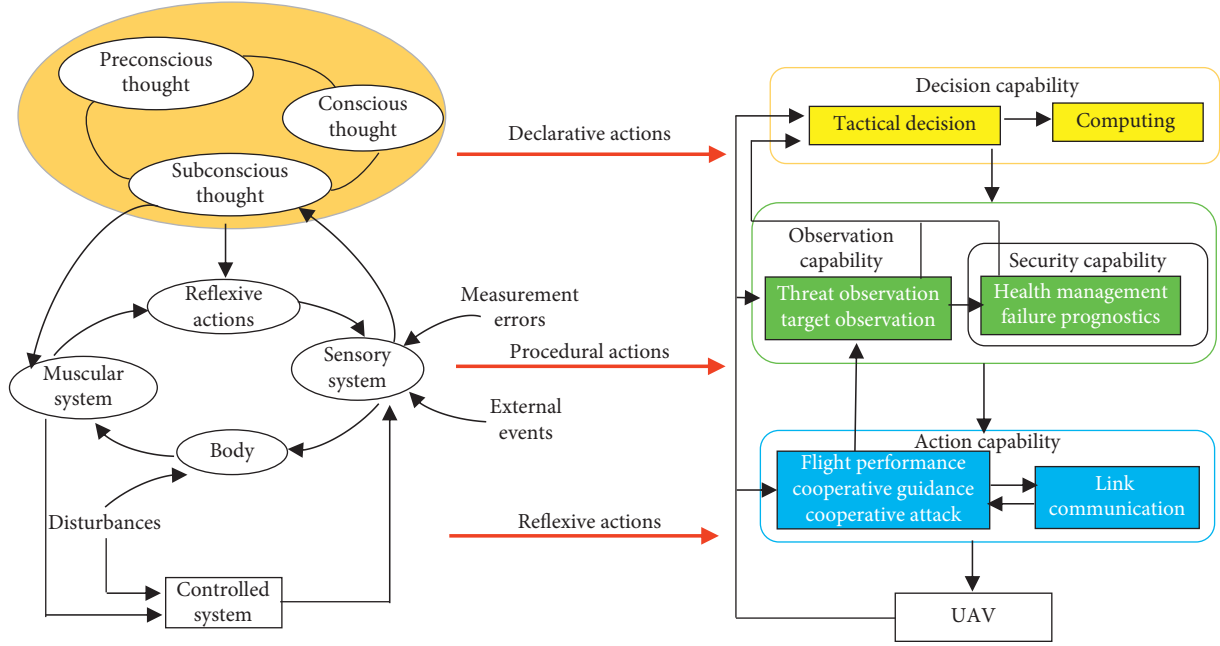 Preconscious
thought
Conscious
thought
Subconscious
thought
Reflexive
actions
Measurement
errors
Sensory
system
Muscular
system
External
events
Body
Disturbances
Controlled
system
Declarative actions
Procedural actions
Reflexive actions
Decision capability
Tactical decision
Computing
Observation
capability
Security capability
Threat observation
target observation
Health management
failure prognostics
Action capability
Flight performance
cooperative guidance
cooperative attack
Link
communication
UAV